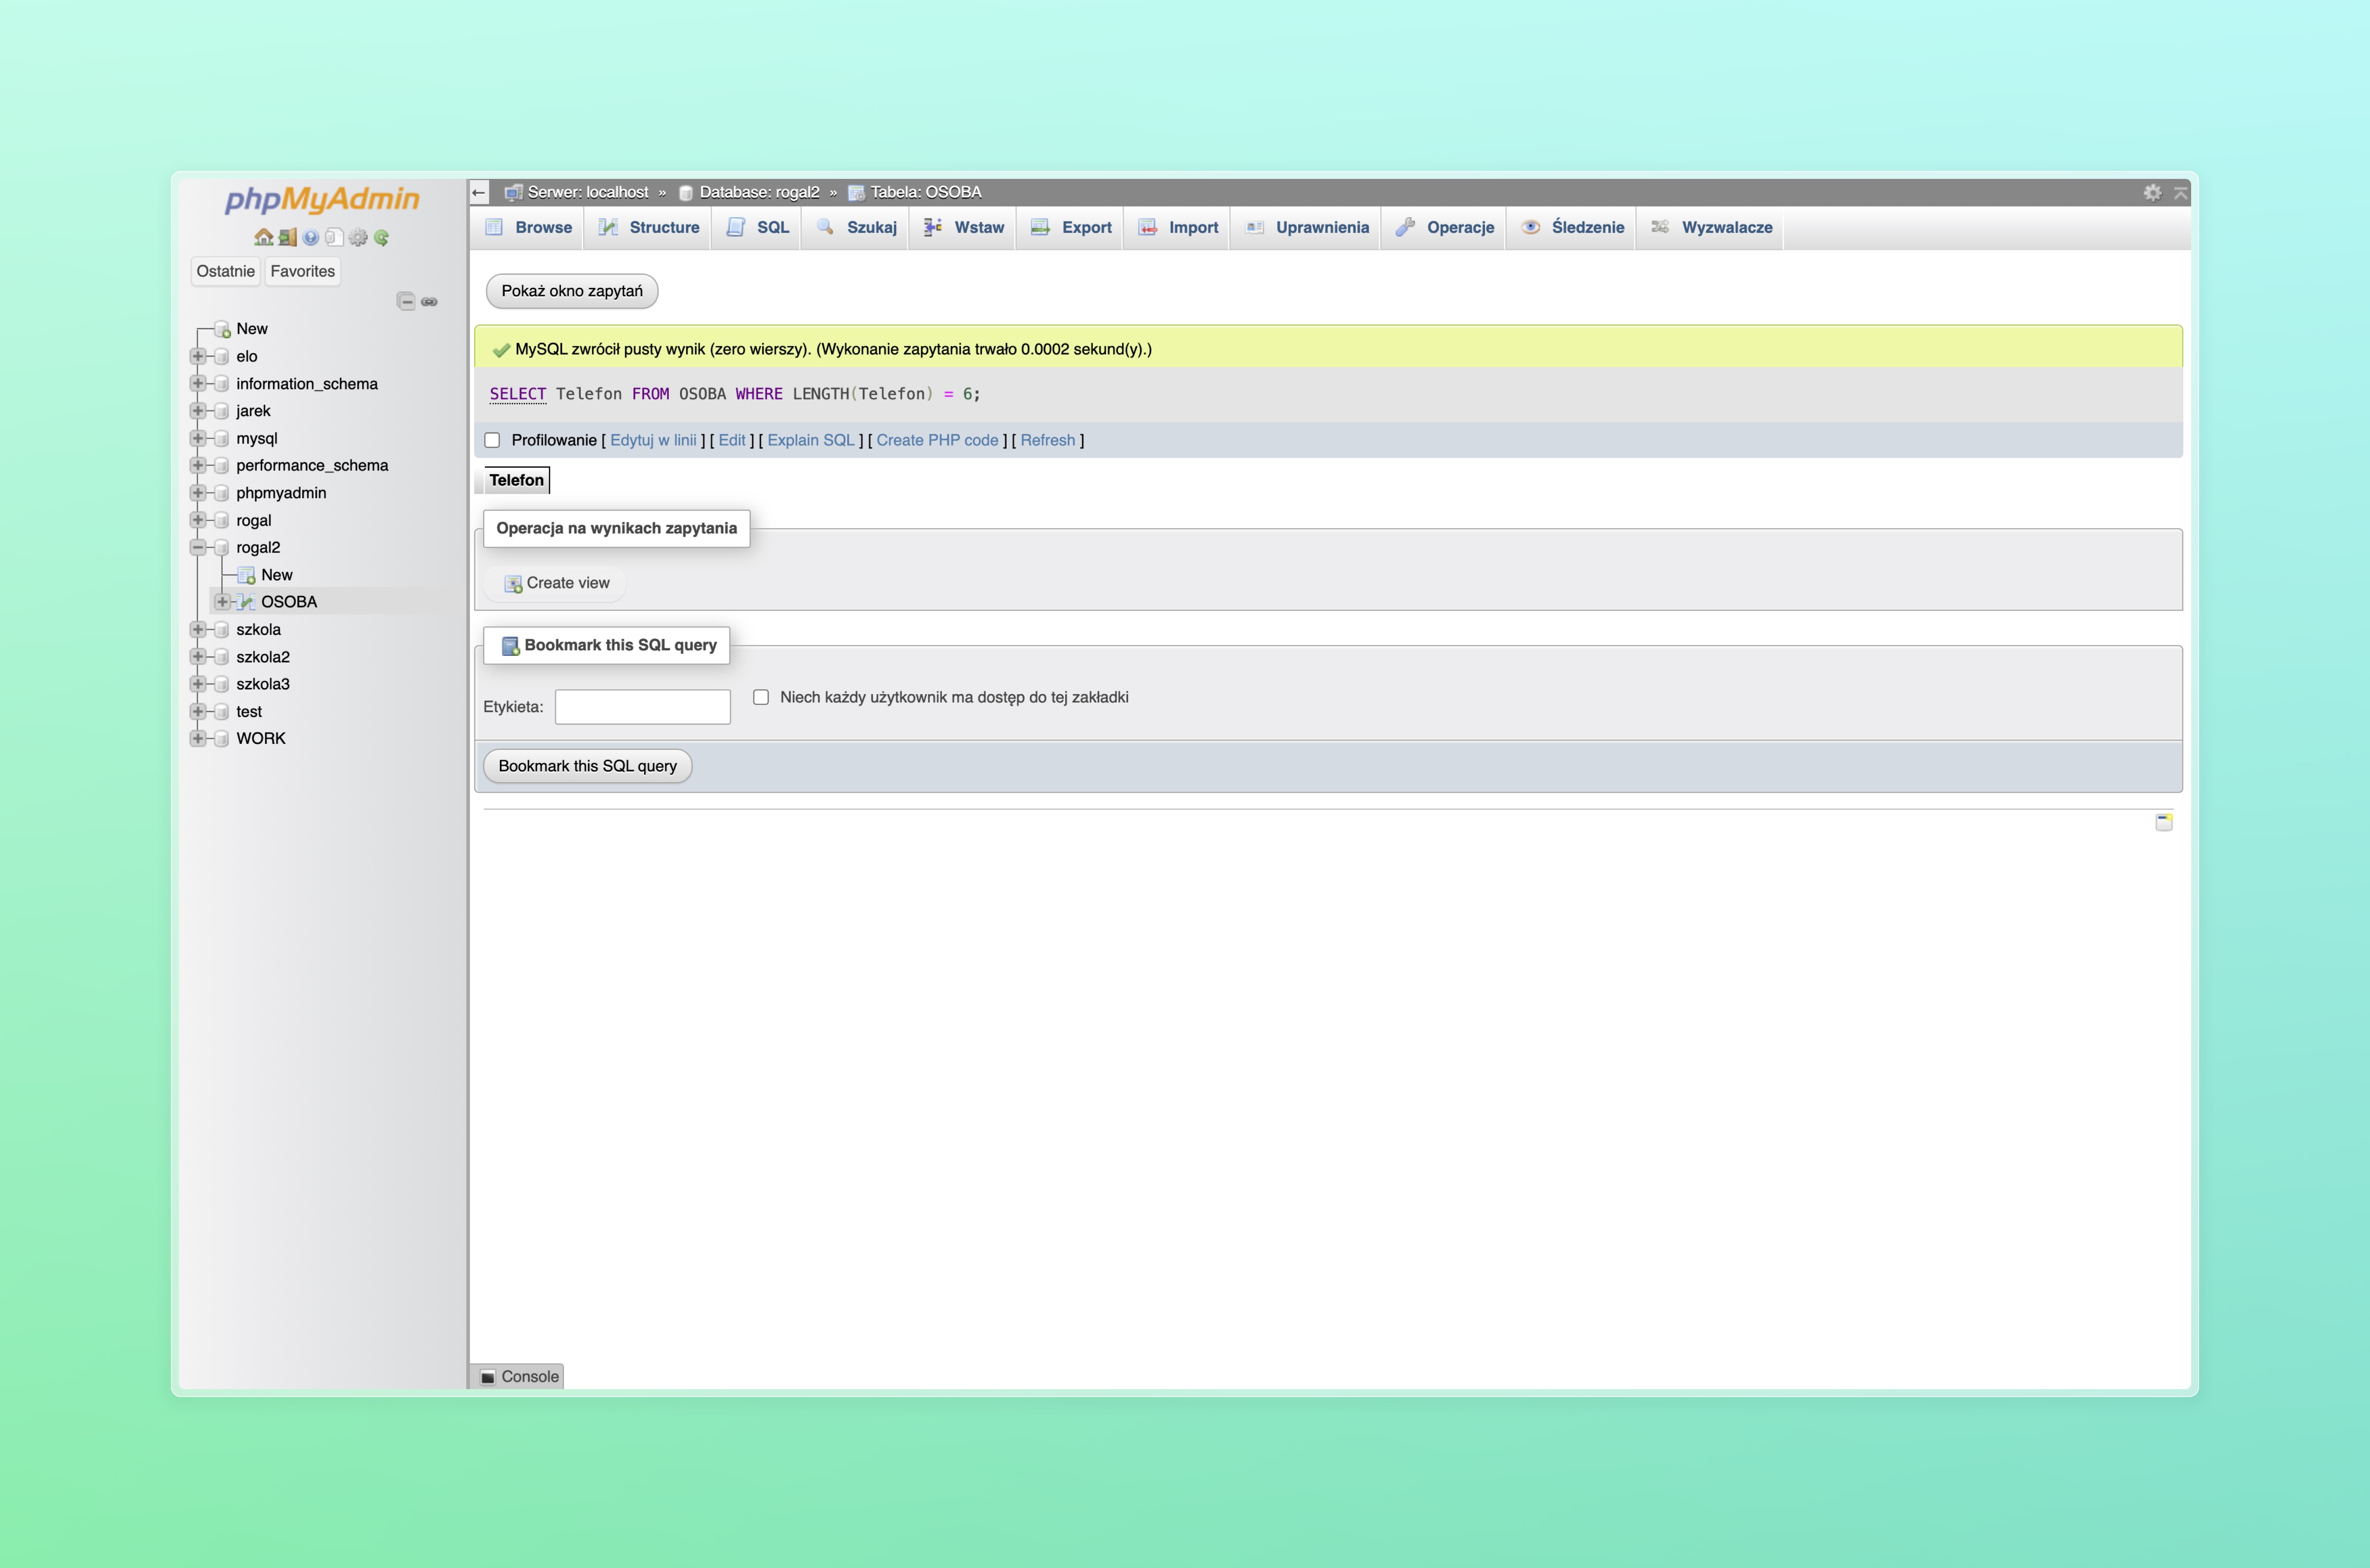 phpMyAdmin
Ostatnie Favorites
New
elo
information_schema
jarek
mysql
performance_schema
phpmyadmin
rogal
rogal2
New
OSOBA
szkola
szkola2
szkola3
test
WORK
Serwer: localhost » Database: rogal2 » Tabela: OSOBA
Browse Structure SQL Szukaj Wstaw Export Import Uprawnienia Operacje Śledzenie Wyzwalacze
Pokaż okno zapytań
MySQL zwrócił pusty wynik (zero wierszy). (Wykonanie zapytania trwało 0.0002 sekund(y).)
SELECT Telefon FROM OSOBA WHERE LENGTH(Telefon) = 6;
Profilowanie [ Edytuj w linii ] [ Edit ] [ Explain SQL ] [ Create PHP code ] [ Refresh ]
Telefon
Operacja na wynikach zapytania
Create view
Bookmark this SQL query
Etykieta: Niech każdy użytkownik ma dostęp do tej zakładki
Bookmark this SQL query
Console